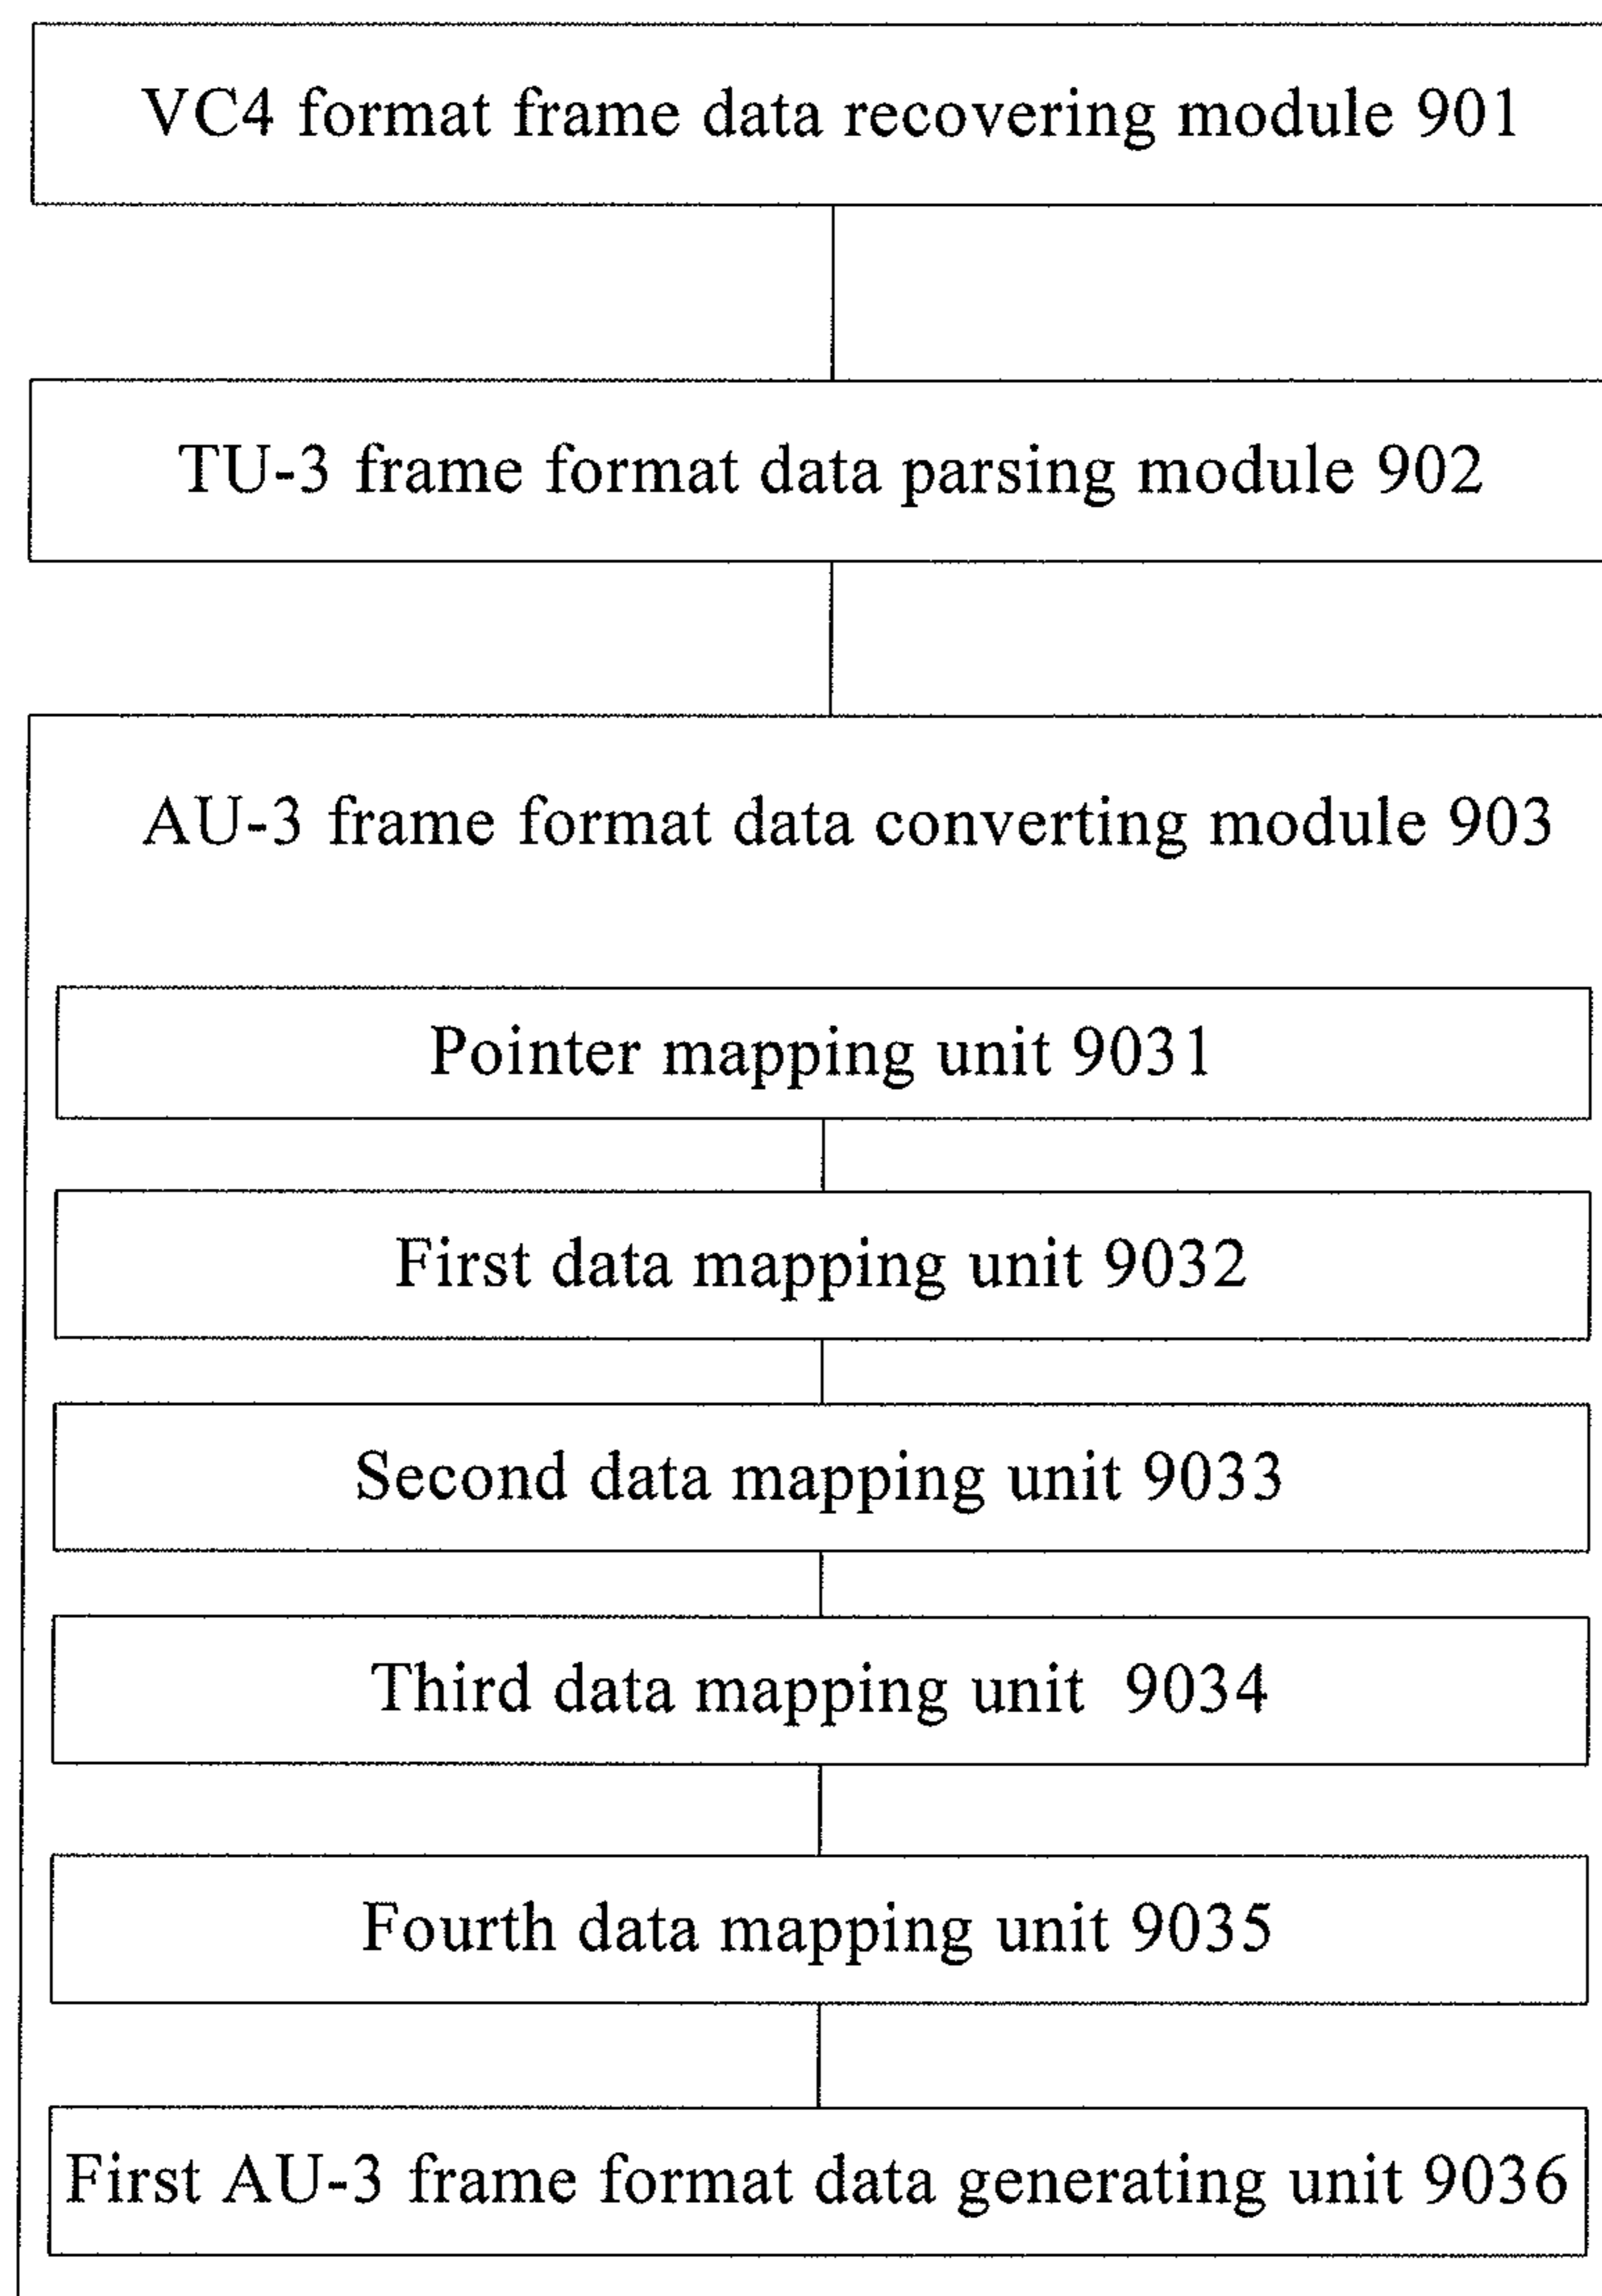 VC4 format frame data recovering module 901
TU-3 frame format data parsing module 902
AU-3 frame format data converting module 903
Pointer mapping unit 9031
First data mapping unit 9032
Second data mapping unit 9033
Third data mapping unit 9034
Fourth data mapping unit 9035
First AU-3 frame format data generating unit 9036